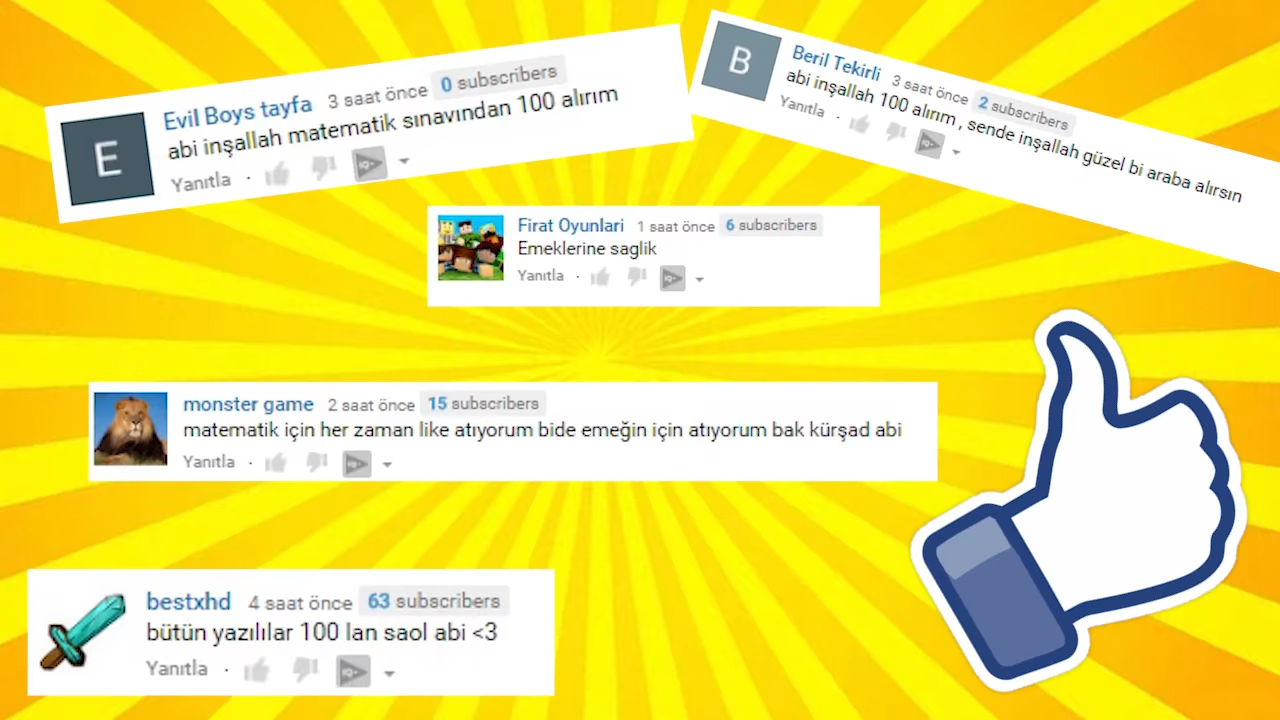 E
Evil Boys tayfa 3 saat önce 0 subscribers
abi inşallah matematik sınavından 100 alırım
Yanıtla
B
Beril Tekirli 3 saat önce 2 subscribers
abi inşallah 100 alırım , sende inşallah güzel bi araba alırsın
Yanıtla
Firat Oyunlari 1 saat önce 6 subscribers
Emeklerine saglik
Yanıtla
monster game 2 saat önce 15 subscribers
matematik için her zaman like atıyorum bide emeğin için atıyorum bak kürşad abi
Yanıtla
bestxhd 4 saat önce 63 subscribers
bütün yazılılar 100 lan saol abi <3
Yanıtla